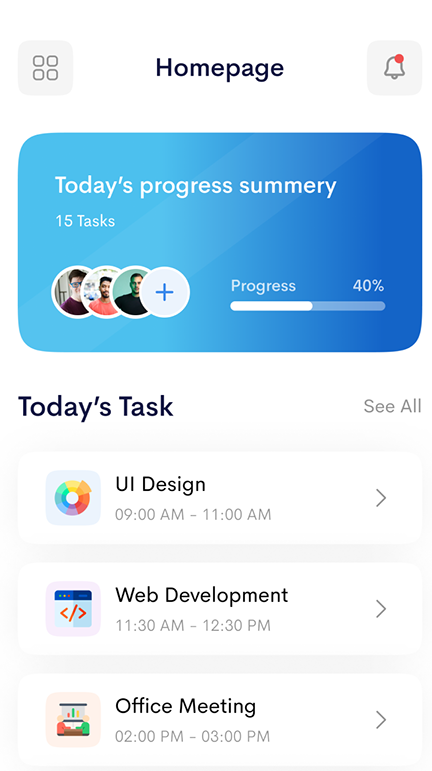 Homepage
Today’s progress summery
15 Tasks
Progress 40%
Today’s Task See All
UI Design
09:00 AM - 11:00 AM
Web Development
11:30 AM - 12:30 PM
Office Meeting
02:00 PM - 03:00 PM